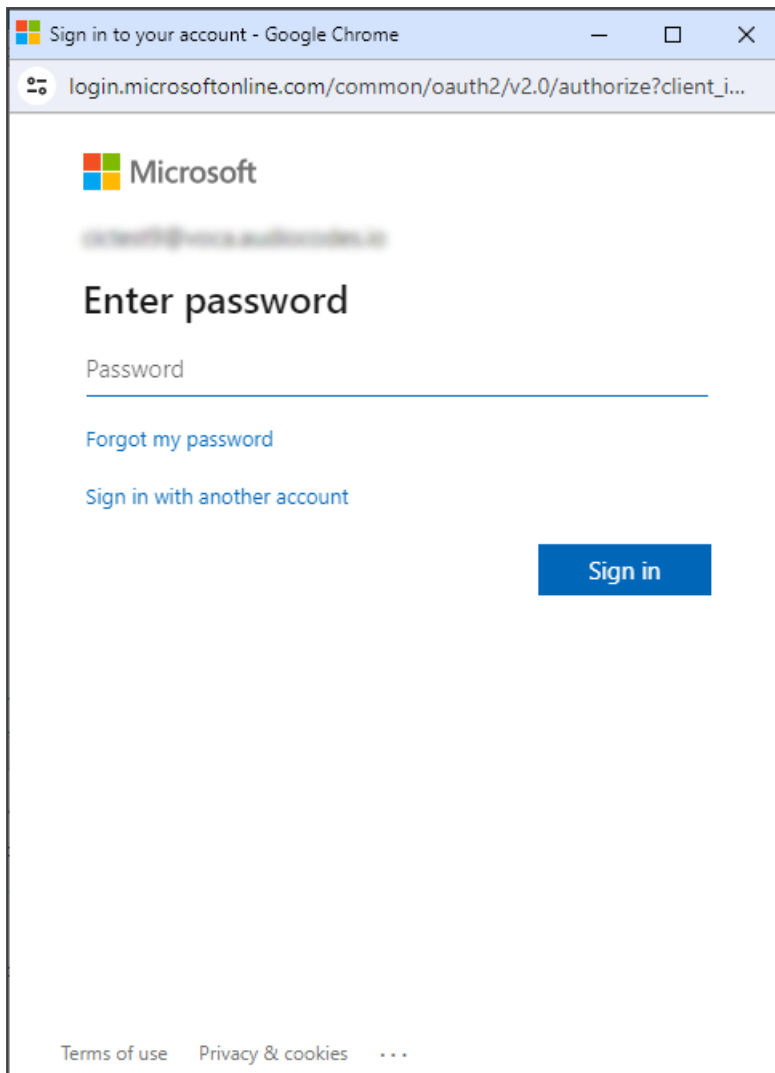 Sign in to your account - Google Chrome
login.microsoftonline.com/common/oauth2/v2.0/authorize?client_i...
Microsoft
Enter password
Password
Forgot my password
Sign in with another account
Sign in
Terms of use Privacy & cookies ...